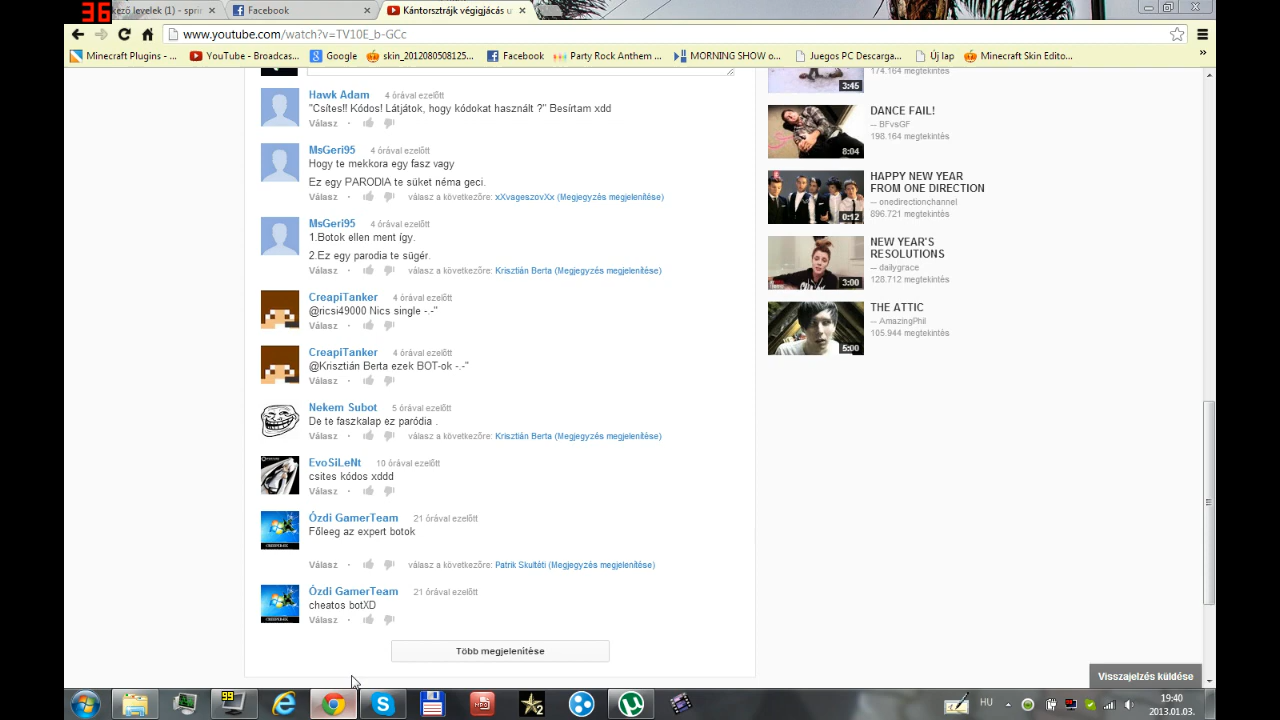 36
kező levelek (1) - sprin
Facebook
Kántorsztrájk végigjácás ut
www.youtube.com/watch?v=TV10E_b-GCc
Minecraft Plugins - ...
YouTube - Broadcas...
Google
skin_2012080508125...
Facebook
Party Rock Anthem ...
MORNING SHOW o...
Juegos PC Descarga...
Új lap
Minecraft Skin Edito...
»
Hawk Adam 4 órával ezelőtt
"Csítes!! Kódos! Látjátok, hogy kódokat használt ?" Besírtam xdd
Válasz ·
MsGeri95 4 órával ezelőtt
Hogy te mekkora egy fasz vagy
Ez egy PARODIA te süket néma geci.
Válasz · válasz a következőre: xXvageszovXx (Megjegyzés megjelenítése)
MsGeri95 4 órával ezelőtt
1.Botok ellen ment így.
2.Ez egy parodia te sügér.
Válasz · válasz a következőre: Krisztián Berta (Megjegyzés megjelenítése)
CreapiTanker 4 órával ezelőtt
@ricsi49000 Nics single -.-"
Válasz ·
CreapiTanker 4 órával ezelőtt
@Krisztián Berta ezek BOT-ok -.-"
Válasz ·
Nekem Subot 5 órával ezelőtt
De te faszkalap ez paródia .
Válasz · válasz a következőre: Krisztián Berta (Megjegyzés megjelenítése)
EvoSiLeNt 10 órával ezelőtt
csites kódos xddd
Válasz ·
Ózdi GamerTeam 21 órával ezelőtt
Főleeg az expert botok
Válasz · válasz a következőre: Patrik Skultéti (Megjegyzés megjelenítése)
Ózdi GamerTeam 21 órával ezelőtt
cheatos botXD
Válasz ·
Több megjelenítése
174.164 megtekintés
3:45
DANCE FAIL!
— BFvsGF
198.164 megtekintés
8:04
HAPPY NEW YEAR
FROM ONE DIRECTION
— onedirectionchannel
896.721 megtekintés
0:12
NEW YEAR'S
RESOLUTIONS
— dailygrace
128.712 megtekintés
3:00
THE ATTIC
— AmazingPhil
105.944 megtekintés
5:00
Visszajelzés küldése
99
HU
19:40
2013.01.03.